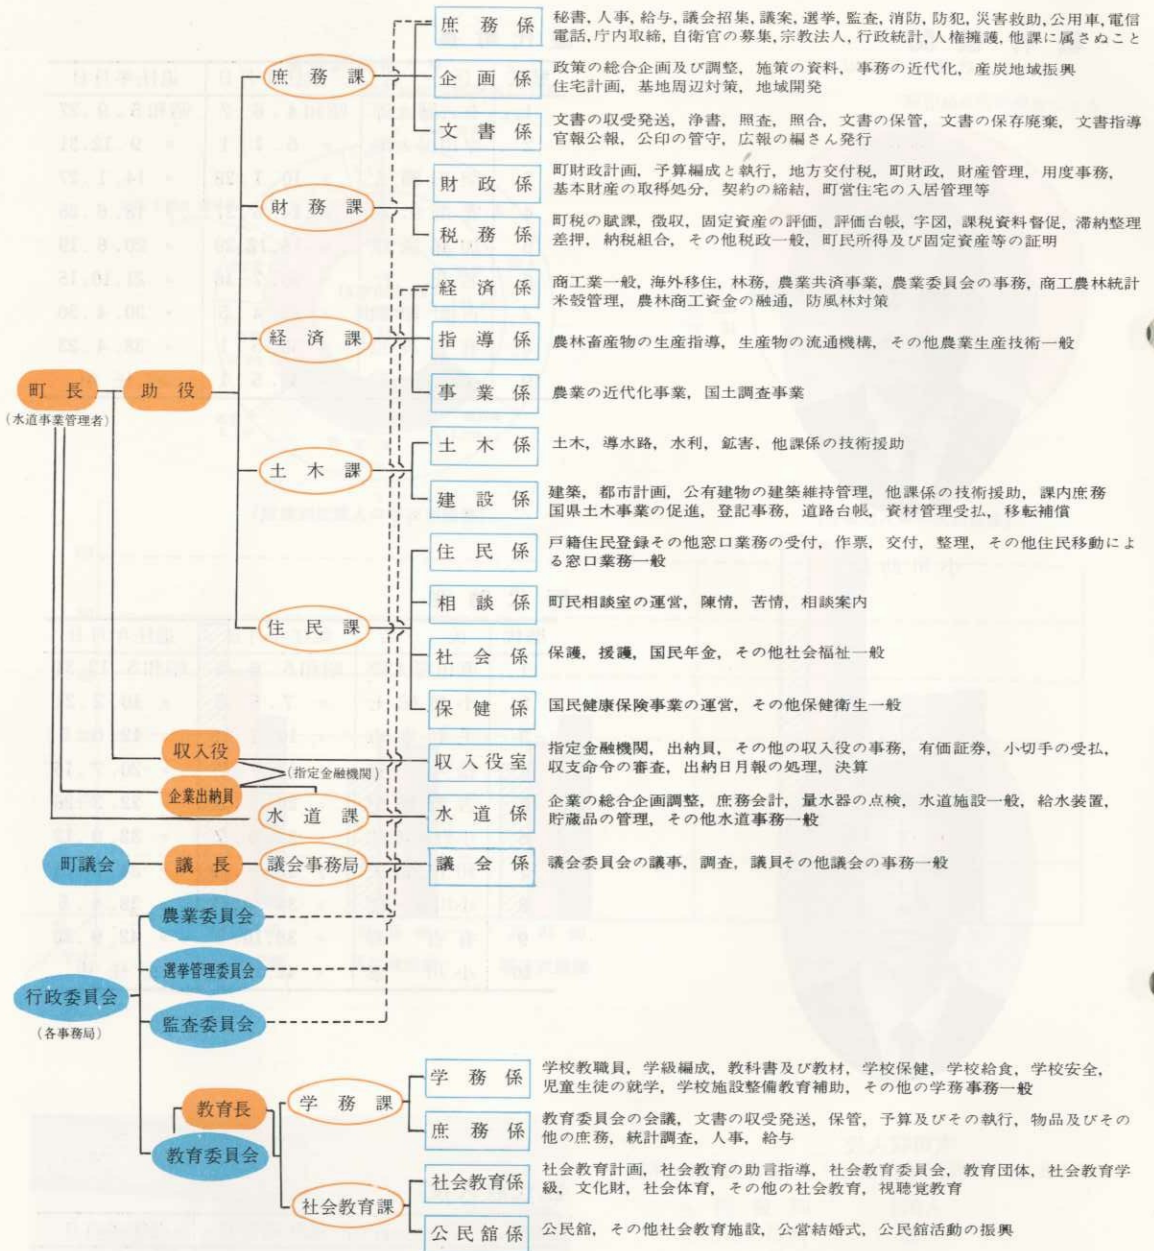 庶務係
秘書，人事，給与，議会招集，議案，選挙，監査，消防，防犯，災害救助，公用車，電信
電話，庁内取締，自衛官の募集，宗教法人，行政統計，人権擁護，他課に属さぬこと
庶務課
企画係
政策の総合企画及び調整，施策の資料，事務の近代化，産炭地域振興
住宅計画，基地周辺対策，地域開発
文書係
文書の収受発送，浄書，照査，照合，文書の保管，文書の保存廃棄，文書指導
官報公報，公印の管守，広報の編さん発行
財務課
財政係
町財政計画，予算編成と執行，地方交付税，町財政，財産管理，用度事務，
基本財産の取得処分，契約の締結，町営住宅の入居管理等
税務係
町税の賦課，徴収，固定資産の評価，評価台帳，字図，課税資料督促，滞納整理
差押，納税組合，その他税政一般，町民所得及び固定資産等の証明
経済課
経済係
商工業一般，海外移住，林務，農業共済事業，農業委員会の事務，商工農林統計
米穀管理，農林商工資金の融通，防風林対策
指導係
農林畜産物の生産指導，生産物の流通機構，その他農業生産技術一般
事業係
農業の近代化事業，国土調査事業
町長
(水道事業管理者)
助役
土木課
土木係
土木，導水路，水利，鉱害，他課係の技術援助
建設係
建築，都市計画，公有建物の建築維持管理，他課係の技術援助，課内庶務
国県土木事業の促進，登記事務，道路台帳，資材管理受払，移転補償
住民課
住民係
戸籍住民登録その他窓口業務の受付，作票，交付，整理，その他住民移動によ
る窓口業務一般
相談係
町民相談室の運営，陳情，苦情，相談案内
社会係
保護，援護，国民年金，その他社会福祉一般
保健係
国民健康保険事業の運営，その他保健衛生一般
収入役
収入役室
指定金融機関，出納員，その他の収入役の事務，有価証券，小切手の受払，
収支命令の審査，出納日月報の処理，決算
(指定金融機関)
企業出納員
水道課
水道係
企業の総合企画調整，庶務会計，量水器の点検，水道施設一般，給水装置，
貯蔵品の管理，その他水道事務一般
町議会
議長
議会事務局
議会係
議会委員会の議事，調査，議員その他議会の事務一般
農業委員会
選挙管理委員会
行政委員会
(各事務局)
監査委員会
教育長
教育委員会
学務課
学務係
学校教職員，学級編成，教科書及び教材，学校保健，学校給食，学校安全，
児童生徒の就学，学校施設整備教育補助，その他の学務事務一般
庶務係
教育委員会の会議，文書の収受発送，保管，予算及びその執行，物品及びその
他の庶務，統計調査，人事，給与
社会教育課
社会教育係
社会教育計画，社会教育の助言指導，社会教育委員会，教育団体，社会教育学
級，文化財，社会体育，その他の社会教育，視聴覚教育
公民館係
公民館，その他社会教育施設，公営結婚式，公民館活動の振興